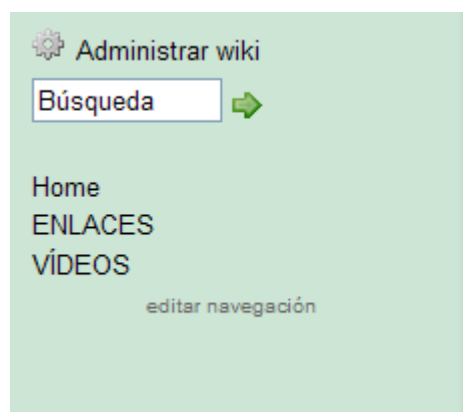 Administrar wiki
Búsqueda
Home
ENLACES
VÍDEOS
editar navegación